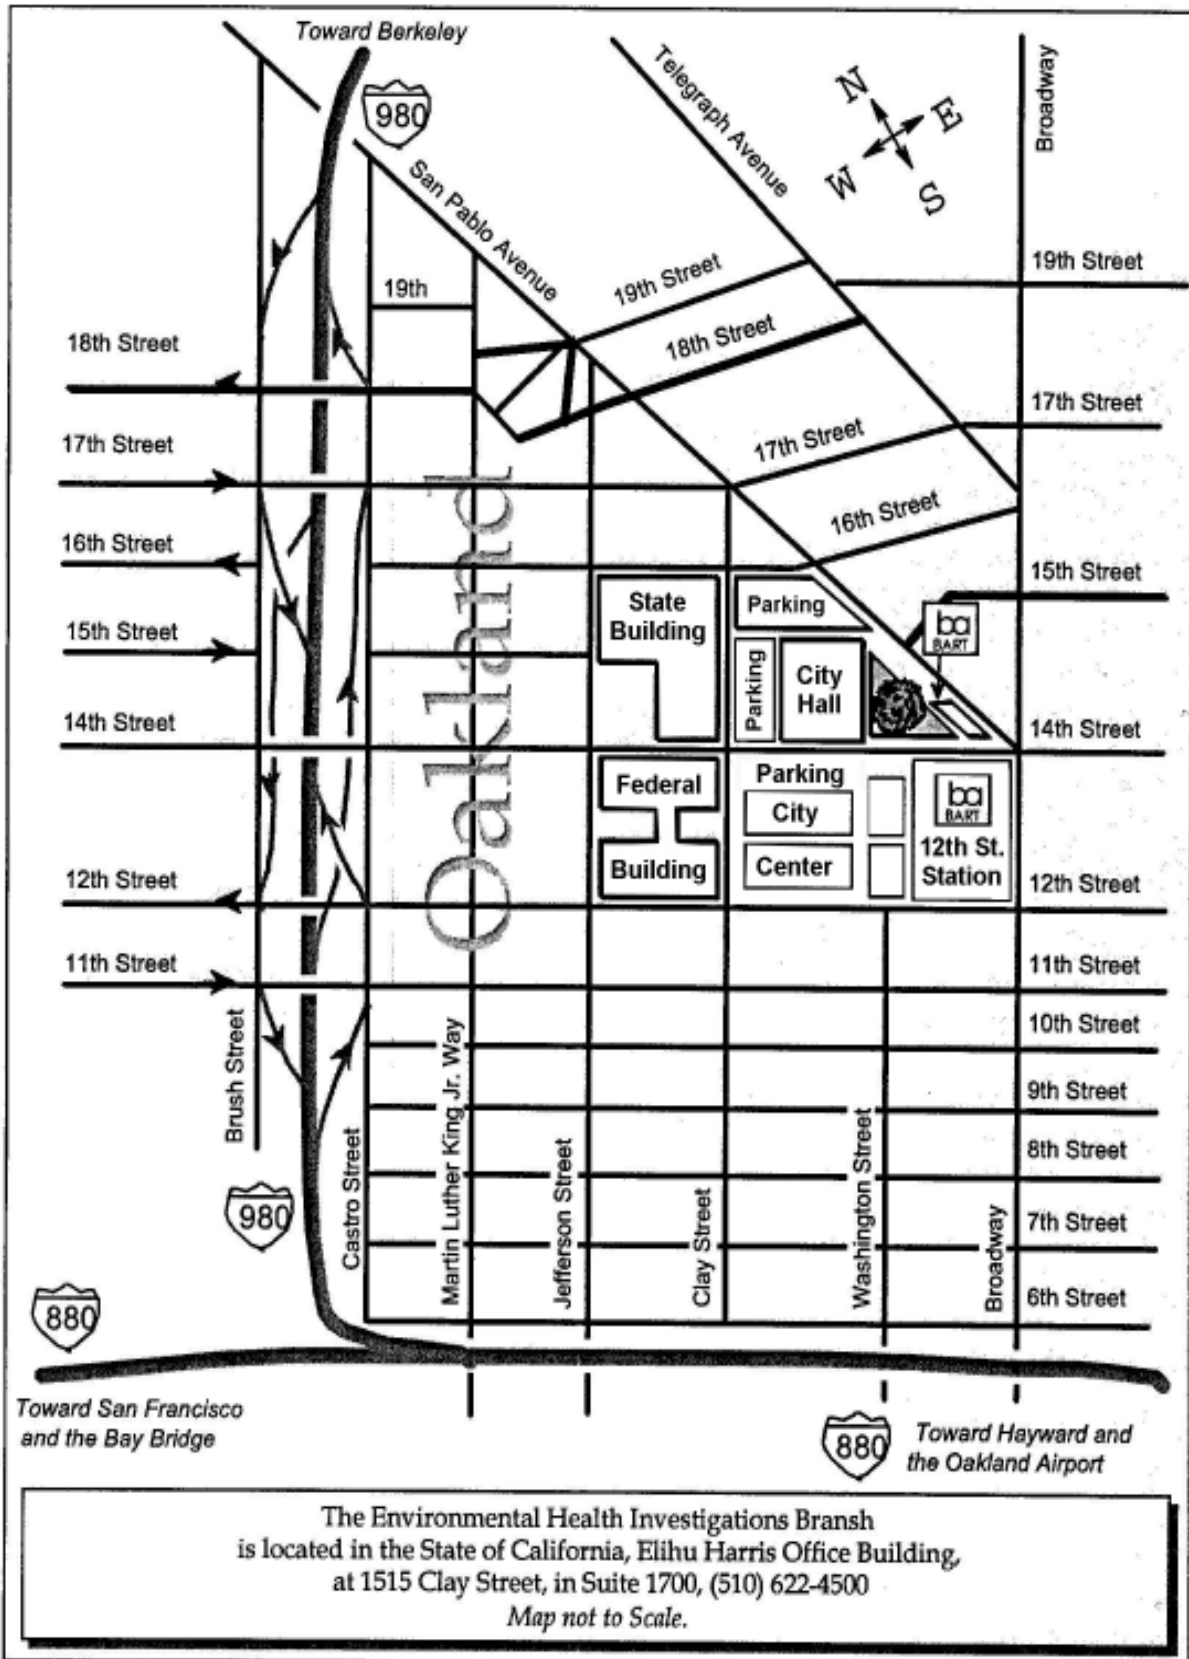 Toward Berkeley
980
Telegraph Avenue
N
E
W
S
Broadway
San Pablo Avenue
19th
19th Street
18th Street
19th Street
18th Street
17th Street
17th Street
17th Street
16th Street
16th Street
15th Street
15th Street
State
Building
Parking
Parking
City
Hall
ba
BART
14th Street
14th Street
Oakland
Federal
Building
Parking
City
Center
ba
BART
12th St.
Station
12th Street
12th Street
11th Street
11th Street
10th Street
9th Street
8th Street
7th Street
6th Street
Brush Street
Castro Street
Martin Luther King Jr. Way
Jefferson Street
Clay Street
Washington Street
Broadway
980
880
Toward San Francisco
and the Bay Bridge
880
Toward Hayward and
the Oakland Airport
The Environmental Health Investigations Bransh
is located in the State of California, Elihu Harris Office Building,
at 1515 Clay Street, in Suite 1700, (510) 622-4500
Map not to Scale.